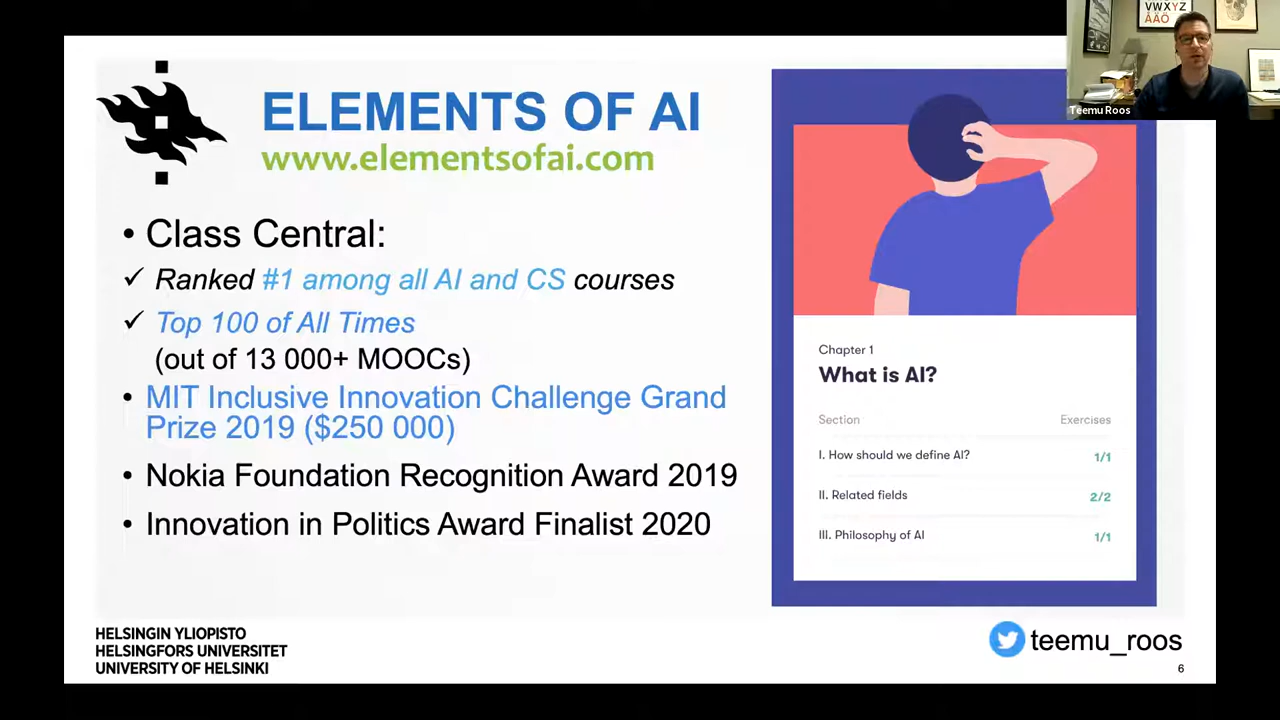 VWXYZ
ÅÄÖ
Teemu Roos
ELEMENTS OF AI
www.elementsofai.com
• Class Central:
✓ Ranked #1 among all AI and CS courses
✓ Top 100 of All Times
(out of 13 000+ MOOCs)
• MIT Inclusive Innovation Challenge Grand
Prize 2019 ($250 000)
• Nokia Foundation Recognition Award 2019
• Innovation in Politics Award Finalist 2020
Chapter 1
What is AI?
Section Exercises
I. How should we define AI? 1/1
II. Related fields 2/2
III. Philosophy of AI 1/1
HELSINGIN YLIOPISTO
HELSINGFORS UNIVERSITET
UNIVERSITY OF HELSINKI
teemu_roos
6